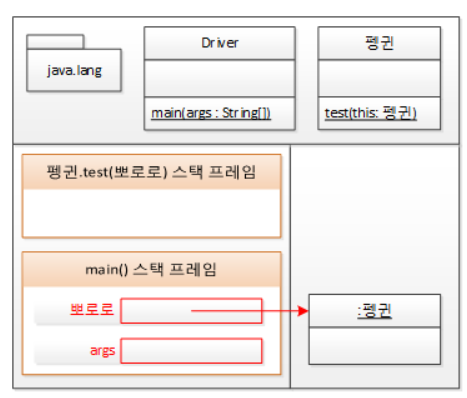 java.lang
Driver
main(args : String[])
펭귄
test(this: 펭귄)
펭귄.test(뽀로로) 스택 프레임
main() 스택 프레임
뽀로로
args
:펭귄